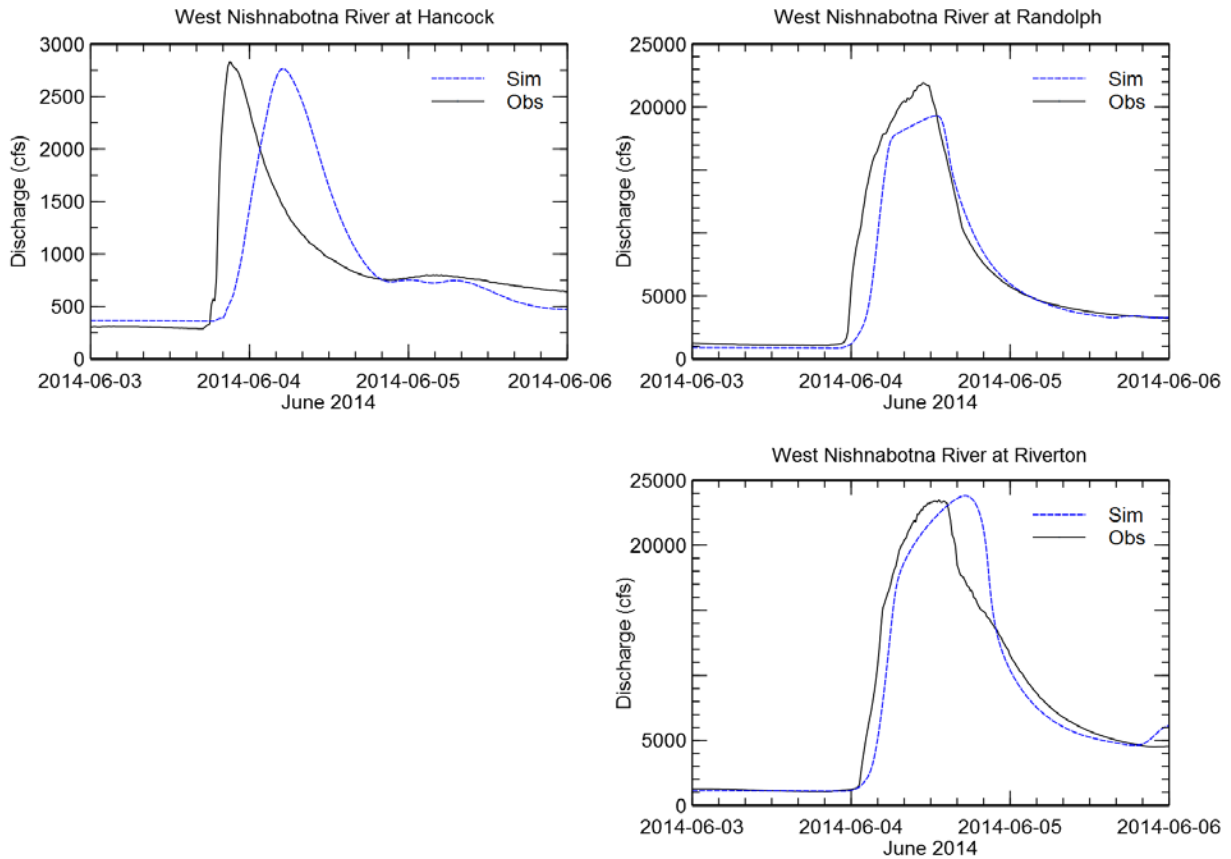 West Nishnabotna River at Hancock
3000
2500
2000
1500
1000
500
0
Discharge (cfs)
Sim
Obs
2014-06-03 2014-06-04 2014-06-05 2014-06-06
June 2014
West Nishnabotna River at Randolph
25000
20000
5000
0
Discharge (cfs)
Sim
Obs
2014-06-03 2014-06-04 2014-06-05 2014-06-06
June 2014
West Nishnabotna River at Riverton
25000
20000
5000
0
Discharge (cfs)
Sim
Obs
2014-06-03 2014-06-04 2014-06-05 2014-06-06
June 2014